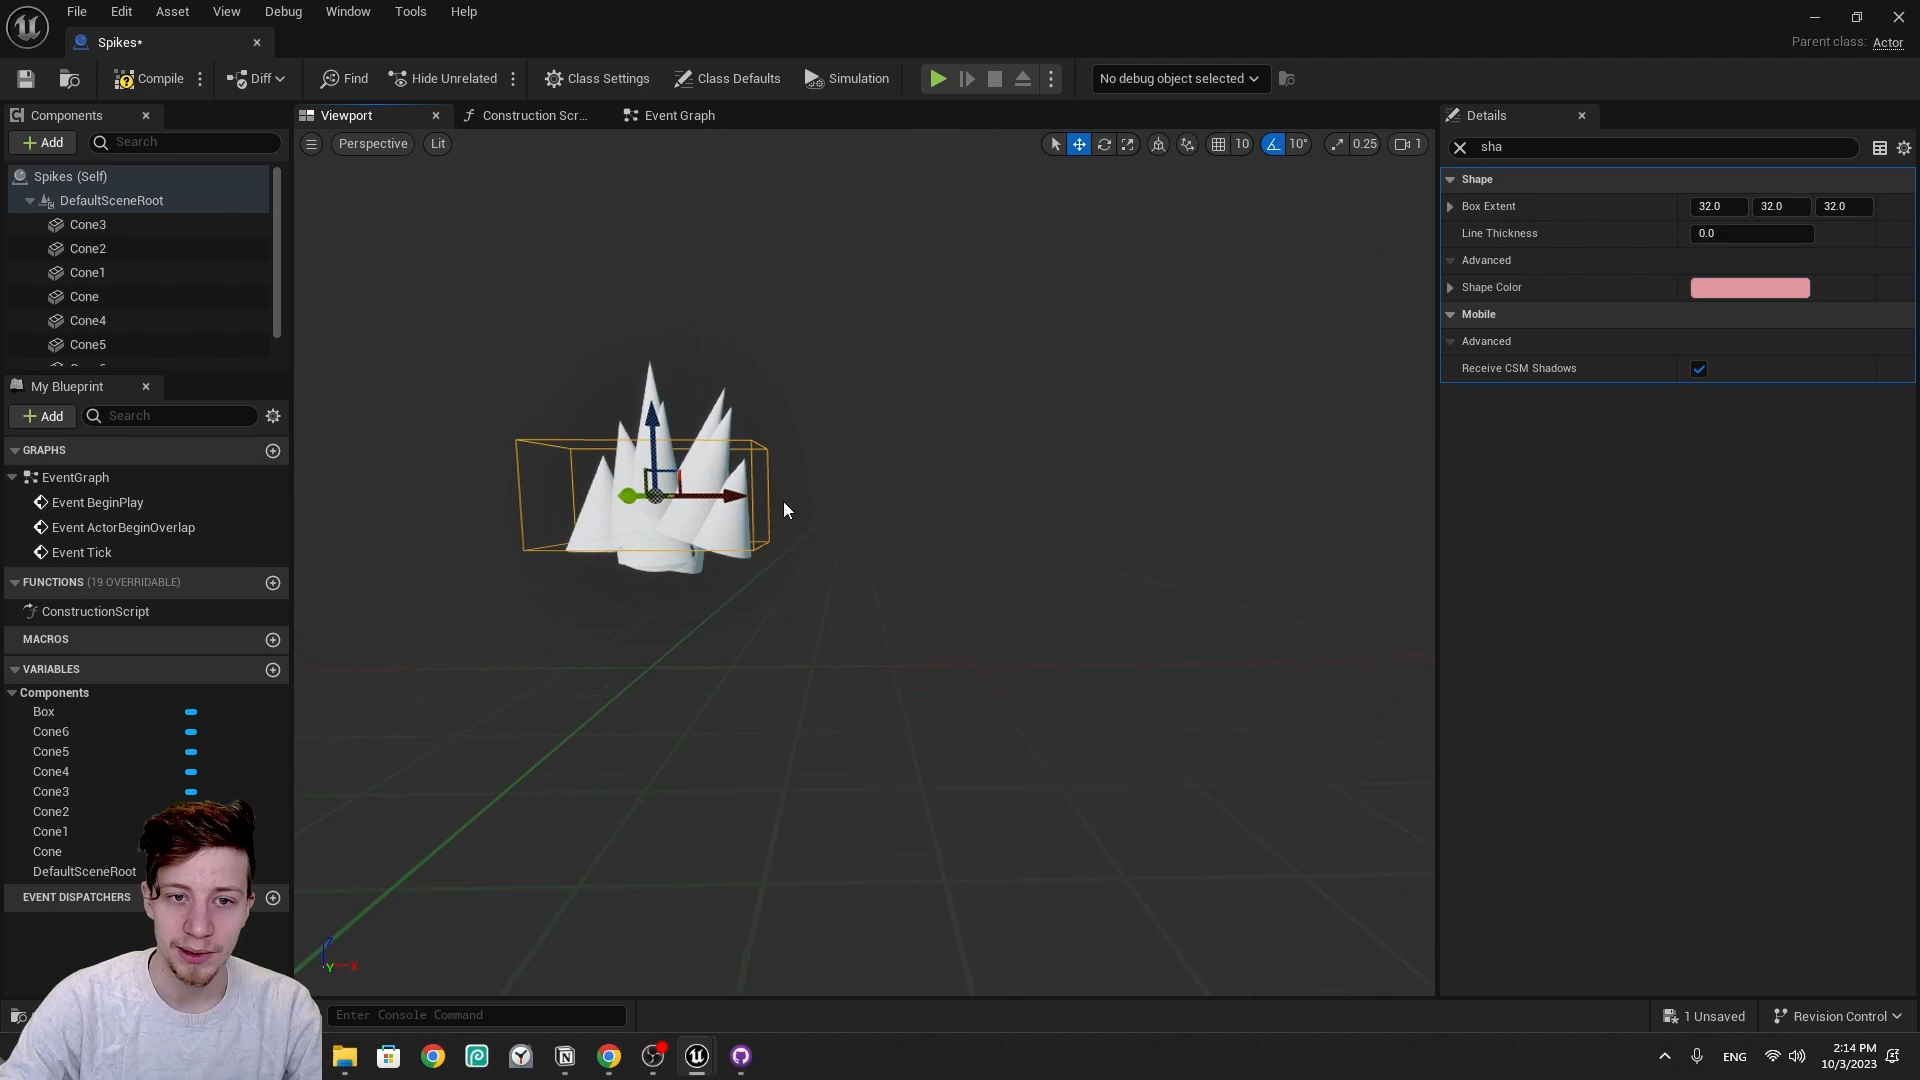 File Edit Asset View Debug Window Tools Help
Spikes*
Parent class: Actor
Compile
Diff
Find
Hide Unrelated
Class Settings
Class Defaults
Simulation
No debug object selected
Components
Add
Search
Spikes (Self)
DefaultSceneRoot
Cone3
Cone2
Cone1
Cone
Cone4
Cone5
My Blueprint
Add
Search
GRAPHS
EventGraph
Event BeginPlay
Event ActorBeginOverlap
Event Tick
FUNCTIONS (19 OVERRIDABLE)
ConstructionScript
MACROS
VARIABLES
Components
Box
Cone6
Cone5
Cone4
Cone3
Cone2
Cone1
Cone
DefaultSceneRoot
EVENT DISPATCHERS
Viewport
Construction Scr...
Event Graph
Perspective
Lit
10
10°
0.25
1
Z
X
Y
Details
sha
Shape
Box Extent 32.0 32.0 32.0
Line Thickness 0.0
Advanced
Shape Color
Mobile
Advanced
Receive CSM Shadows
Enter Console Command
1 Unsaved
Revision Control
ENG
2:14 PM
10/3/2023